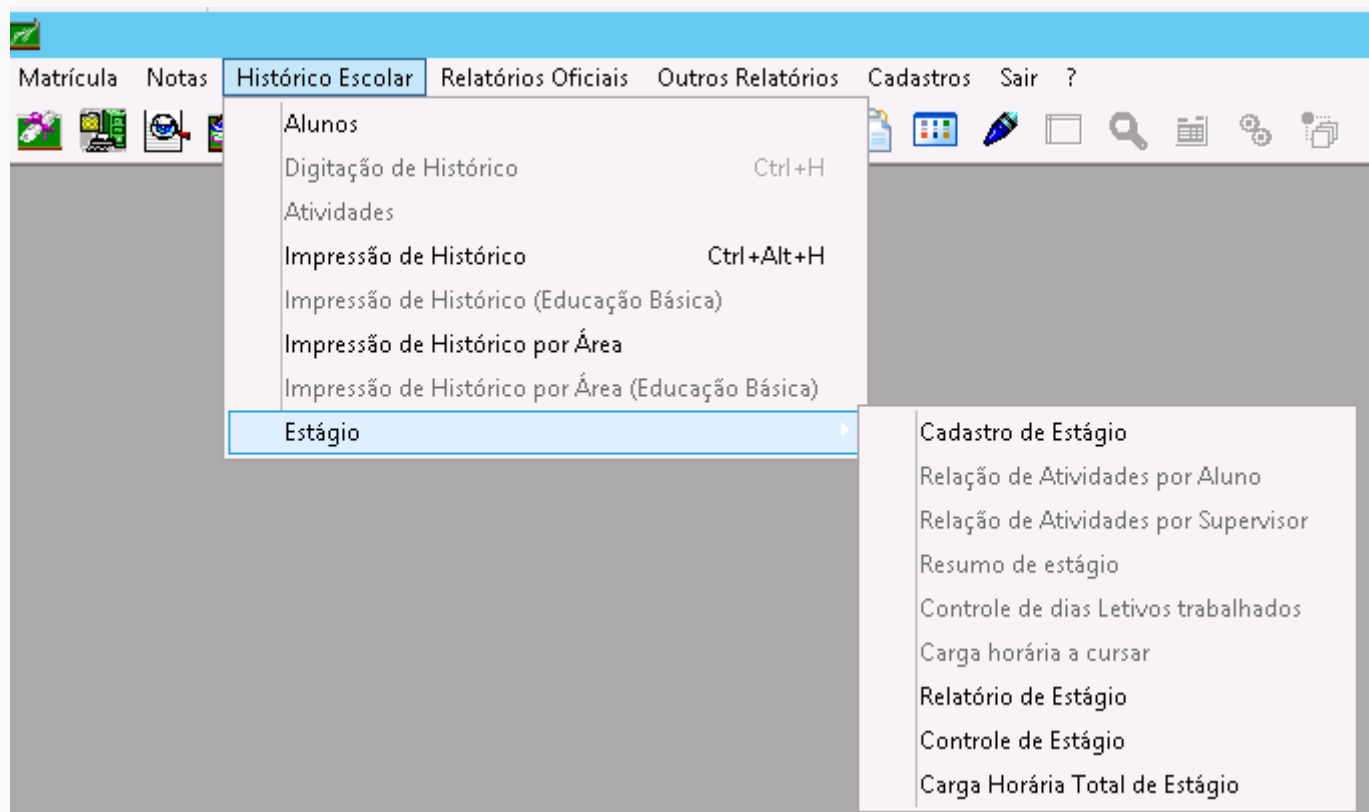 Matrícula Notas Histórico Escolar Relatórios Oficiais Outros Relatórios Cadastros Sair ?
Alunos
Digitação de Histórico Ctrl+H
Atividades
Impressão de Histórico Ctrl+Alt+H
Impressão de Histórico (Educação Básica)
Impressão de Histórico por Área
Impressão de Histórico por Área (Educação Básica)
Estágio
Cadastro de Estágio
Relação de Atividades por Aluno
Relação de Atividades por Supervisor
Resumo de estágio
Controle de dias Letivos trabalhados
Carga horária a cursar
Relatório de Estágio
Controle de Estágio
Carga Horária Total de Estágio